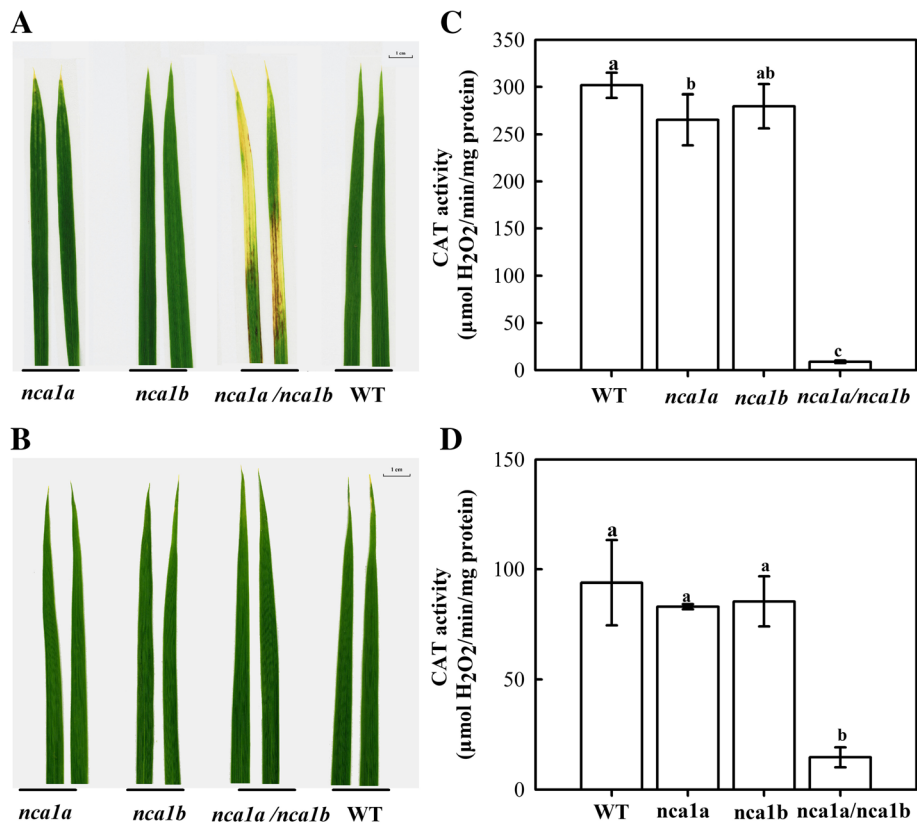 A
1 cm
nca1a
nca1b
nca1a /nca1b
WT
B
1 cm
nca1a
nca1b
nca1a /nca1b
WT
C
CAT activity
(µmol H2O2/min/mg protein)
350
300
250
200
150
100
50
0
a
b
ab
c
WT
nca1a
nca1b
nca1a/nca1b
D
CAT activity
(µmol H2O2/min/mg protein)
150
100
50
0
a
a
a
b
WT
nca1a
nca1b
nca1a/nca1b